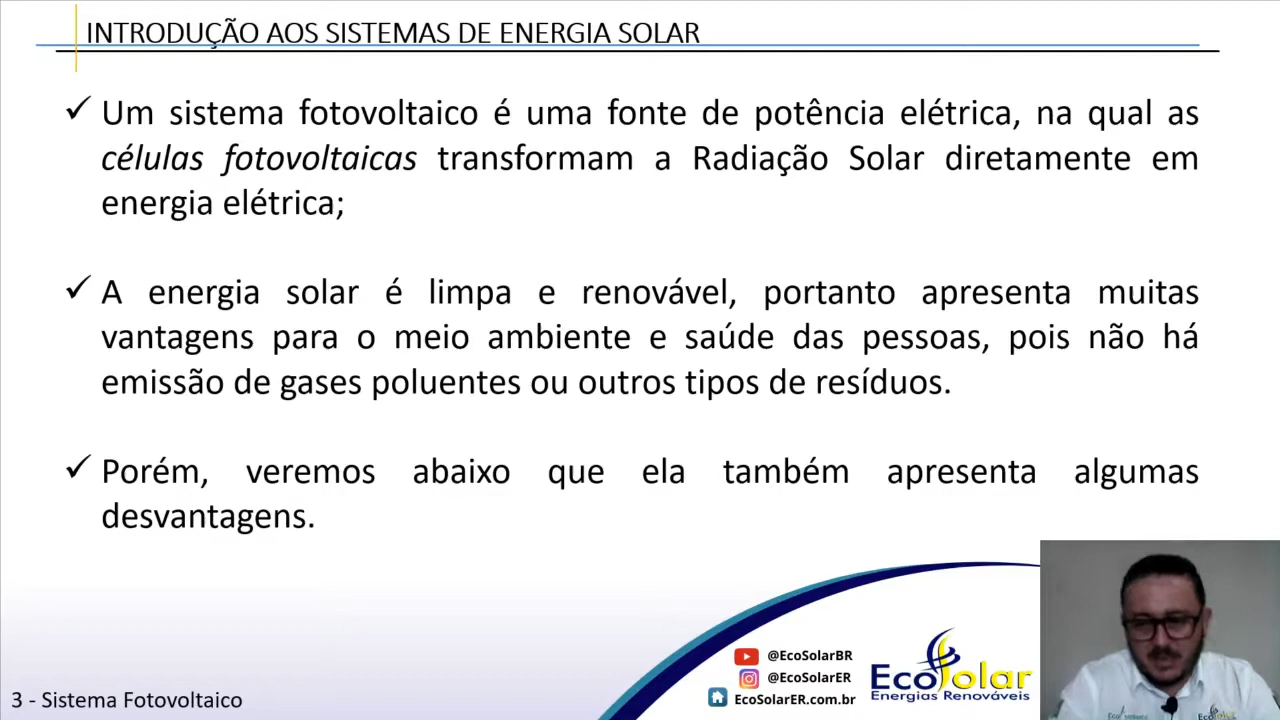 INTRODUÇÃO AOS SISTEMAS DE ENERGIA SOLAR
✓ Um sistema fotovoltaico é uma fonte de potência elétrica, na qual as
células fotovoltaicas transformam a Radiação Solar diretamente em
energia elétrica;
✓ A energia solar é limpa e renovável, portanto apresenta muitas
vantagens para o meio ambiente e saúde das pessoas, pois não há
emissão de gases poluentes ou outros tipos de resíduos.
✓ Porém, veremos abaixo que ela também apresenta algumas
desvantagens.
@EcoSolarBR
@EcoSolarER
EcoSolarER.com.br
EcoSolar
Energias Renováveis
3 - Sistema Fotovoltaico